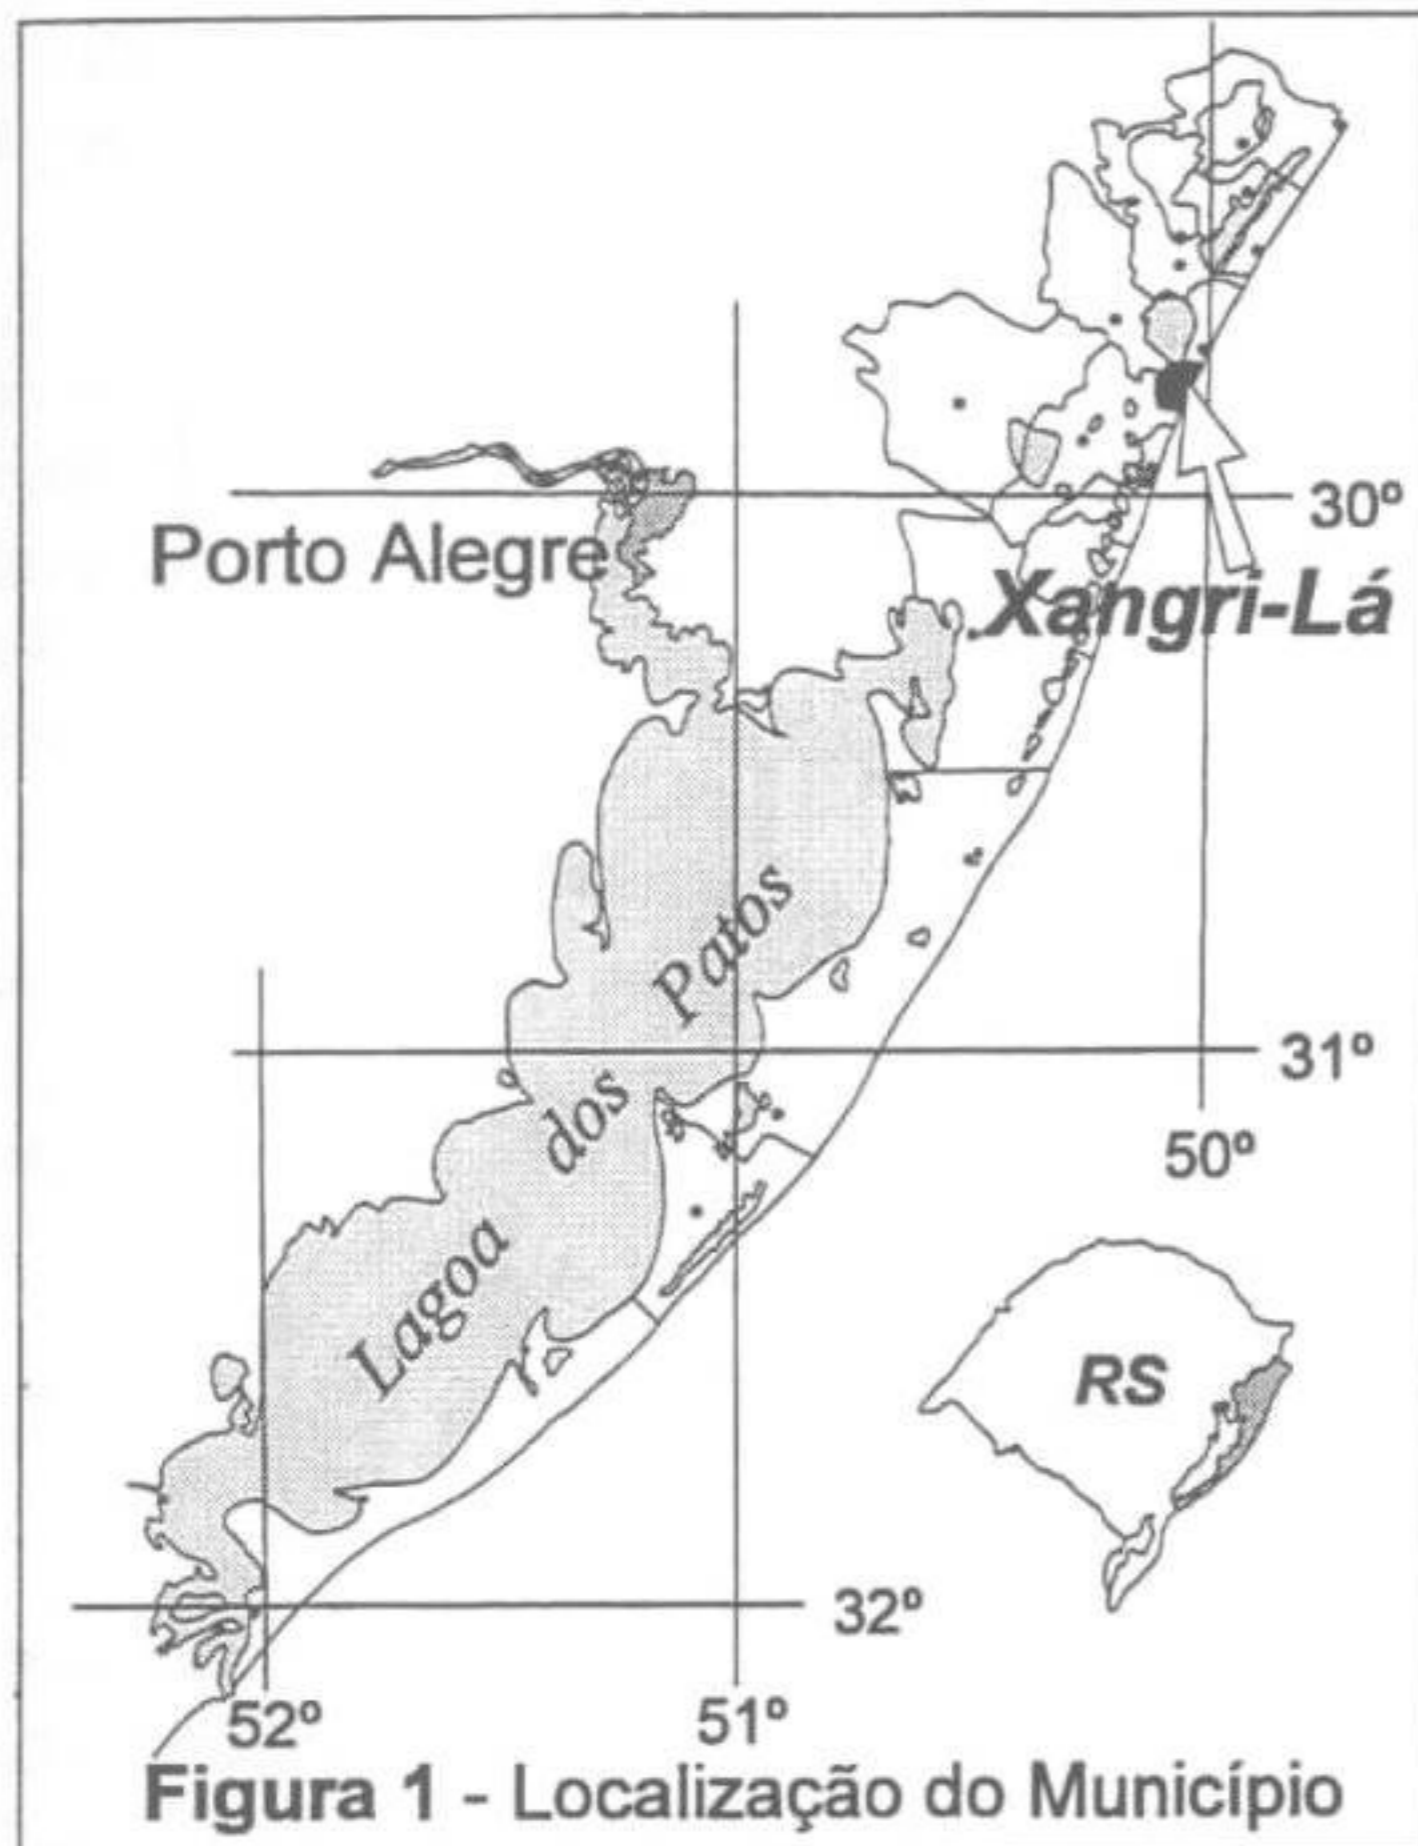 30º
Porto Alegre
Xangri-Lá
Lagoa dos Patos
31º
50º
RS
32º
52º
51º
Figura 1 - Localização do Município